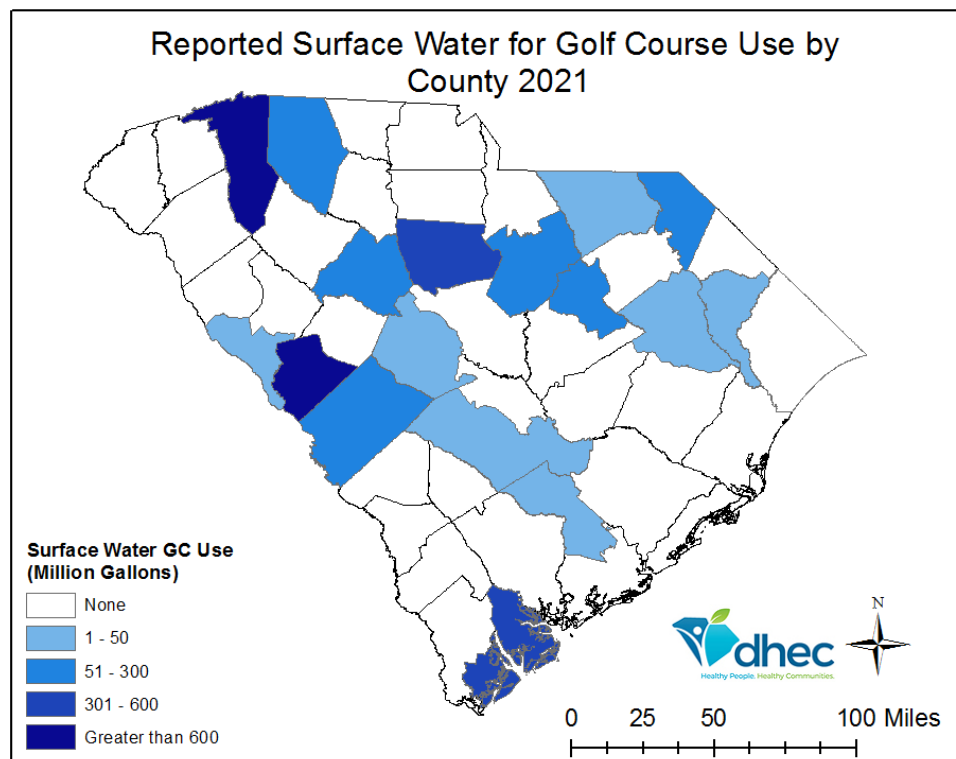 Reported Surface Water for Golf Course Use by
County 2021
Surface Water GC Use
(Million Gallons)
None
1 - 50
51 - 300
301 - 600
Greater than 600
dhec
Healthy People. Healthy Communities.
N
0 25 50 100 Miles